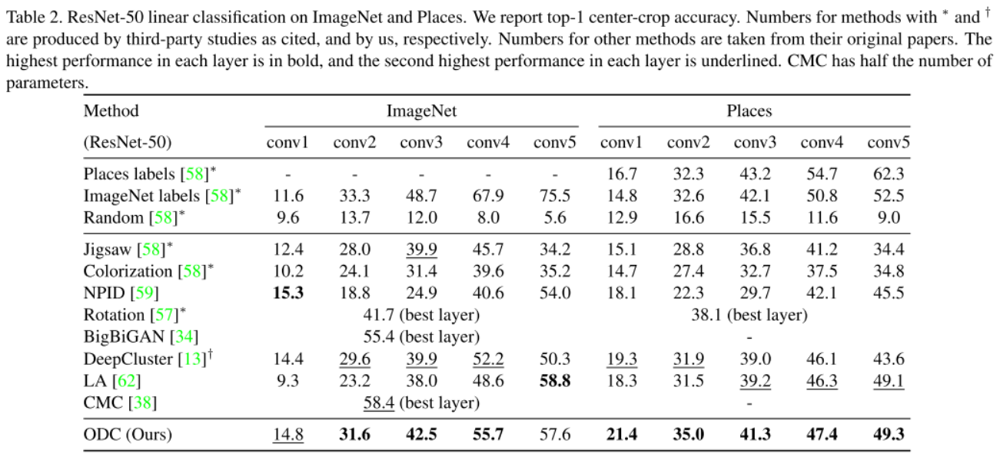 Table 2. ResNet-50 linear classification on ImageNet and Places. We report top-1 center-crop accuracy. Numbers for methods with * and †
are produced by third-party studies as cited, and by us, respectively. Numbers for other methods are taken from their original papers. The
highest performance in each layer is in bold, and the second highest performance in each layer is underlined. CMC has half the number of
parameters.
Method ImageNet Places
(ResNet-50) conv1 conv2 conv3 conv4 conv5 conv1 conv2 conv3 conv4 conv5
Places labels [58]* - - - - - 16.7 32.3 43.2 54.7 62.3
ImageNet labels [58]* 11.6 33.3 48.7 67.9 75.5 14.8 32.6 42.1 50.8 52.5
Random [58]* 9.6 13.7 12.0 8.0 5.6 12.9 16.6 15.5 11.6 9.0
Jigsaw [58]* 12.4 28.0 39.9 45.7 34.2 15.1 28.8 36.8 41.2 34.4
Colorization [58]* 10.2 24.1 31.4 39.6 35.2 14.7 27.4 32.7 37.5 34.8
NPID [59] 15.3 18.8 24.9 40.6 54.0 18.1 22.3 29.7 42.1 45.5
Rotation [57]* 41.7 (best layer) 38.1 (best layer)
BigBiGAN [34] 55.4 (best layer) -
DeepCluster [13]† 14.4 29.6 39.9 52.2 50.3 19.3 31.9 39.0 46.1 43.6
LA [62] 9.3 23.2 38.0 48.6 58.8 18.3 31.5 39.2 46.3 49.1
CMC [38] 58.4 (best layer) -
ODC (Ours) 14.8 31.6 42.5 55.7 57.6 21.4 35.0 41.3 47.4 49.3